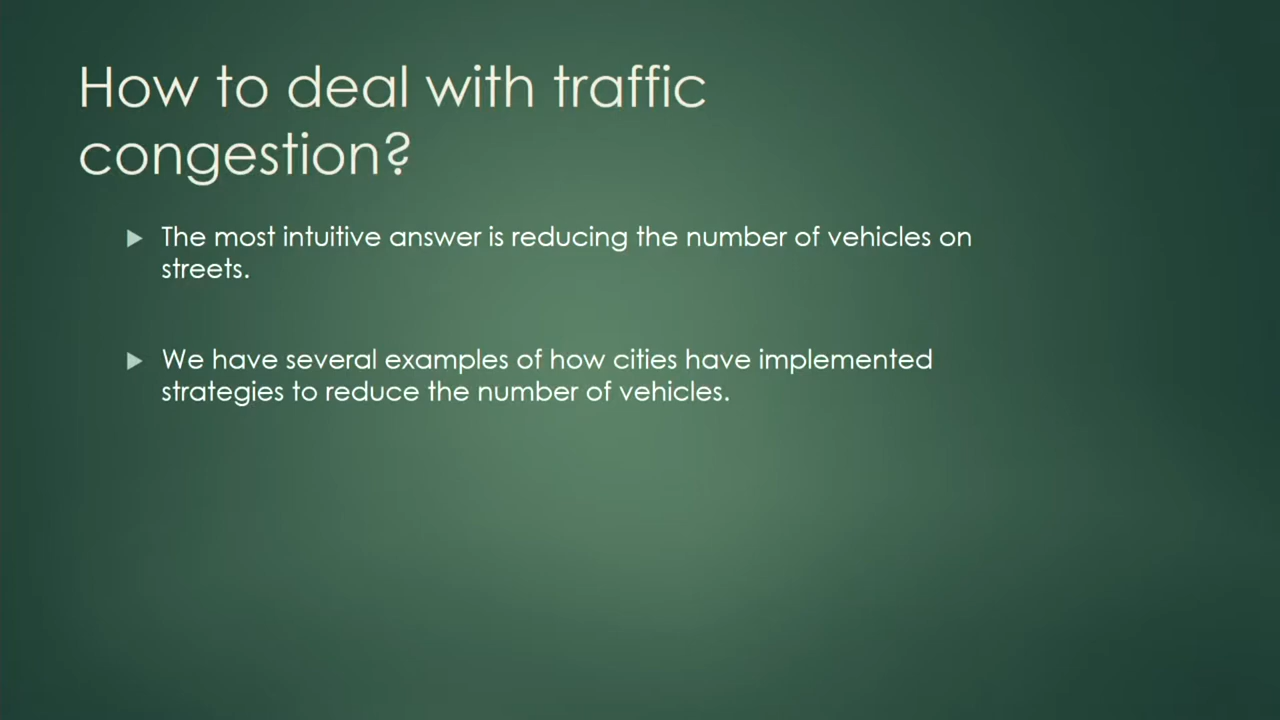 How to deal with traffic
congestion?
The most intuitive answer is reducing the number of vehicles on
streets.
We have several examples of how cities have implemented
strategies to reduce the number of vehicles.